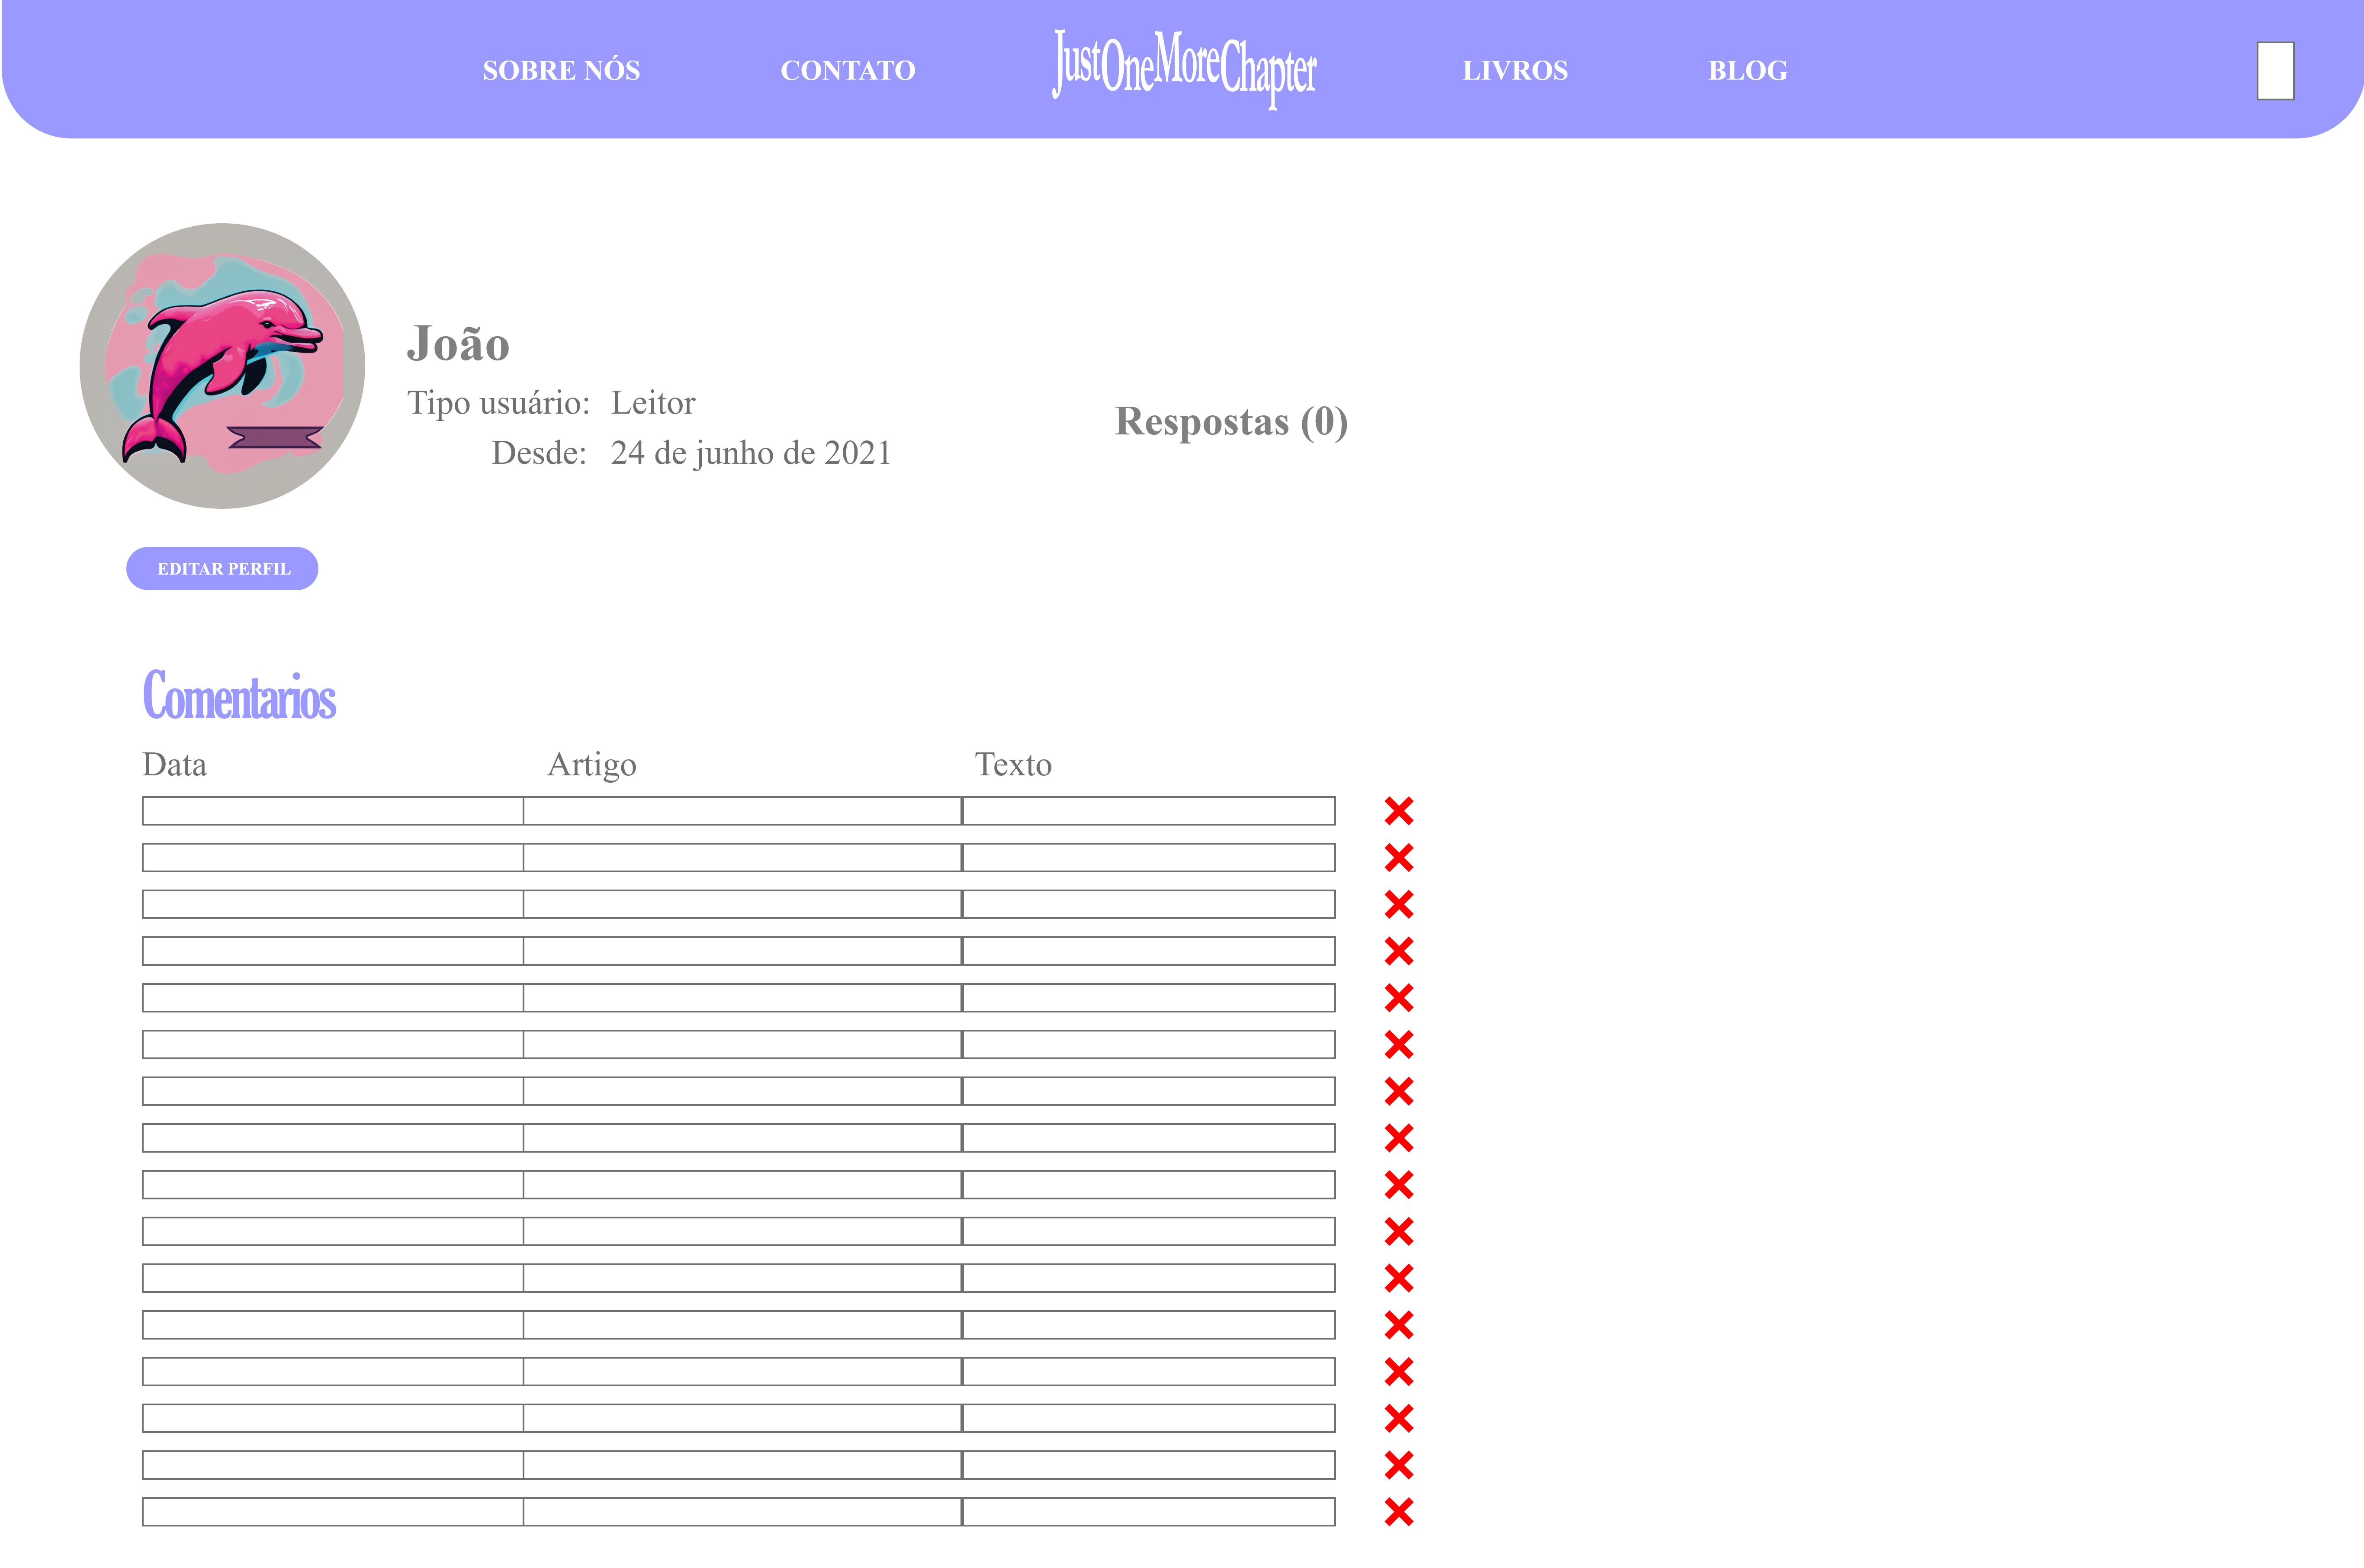 SOBRE NÓS CONTATO JustOneMoreChapter LIVROS BLOG
João
Tipo usuário: Leitor
Desde: 24 de junho de 2021
Respostas (0)
EDITAR PERFIL
Comentarios
Data Artigo Texto